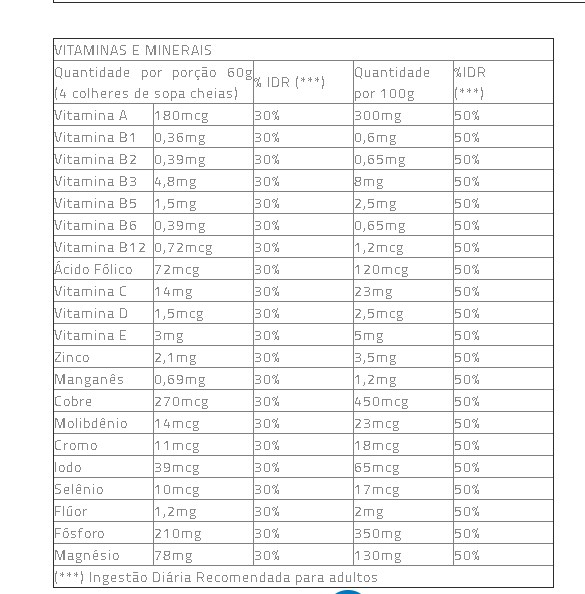 VITAMINAS E MINERAIS
Quantidade por porção 60g (4 colheres de sopa cheias) % IDR (***) Quantidade por 100g %IDR (***)
Vitamina A 180mcg 30% 300mg 50%
Vitamina B1 0,36mg 30% 0,6mg 50%
Vitamina B2 0,39mg 30% 0,65mg 50%
Vitamina B3 4,8mg 30% 8mg 50%
Vitamina B5 1,5mg 30% 2,5mg 50%
Vitamina B6 0,39mg 30% 0,65mg 50%
Vitamina B12 0,72mcg 30% 1,2mcg 50%
Ácido Fólico 72mcg 30% 120mcg 50%
Vitamina C 14mg 30% 23mg 50%
Vitamina D 1,5mcg 30% 2,5mcg 50%
Vitamina E 3mg 30% 5mg 50%
Zinco 2,1mg 30% 3,5mg 50%
Manganês 0,69mg 30% 1,2mg 50%
Cobre 270mcg 30% 450mcg 50%
Molibdênio 14mcg 30% 23mcg 50%
Cromo 11mcg 30% 18mcg 50%
Iodo 39mcg 30% 65mcg 50%
Selênio 10mcg 30% 17mcg 50%
Flúor 1,2mg 30% 2mg 50%
Fósforo 210mg 30% 350mg 50%
Magnésio 78mg 30% 130mg 50%
(***) Ingestão Diária Recomendada para adultos